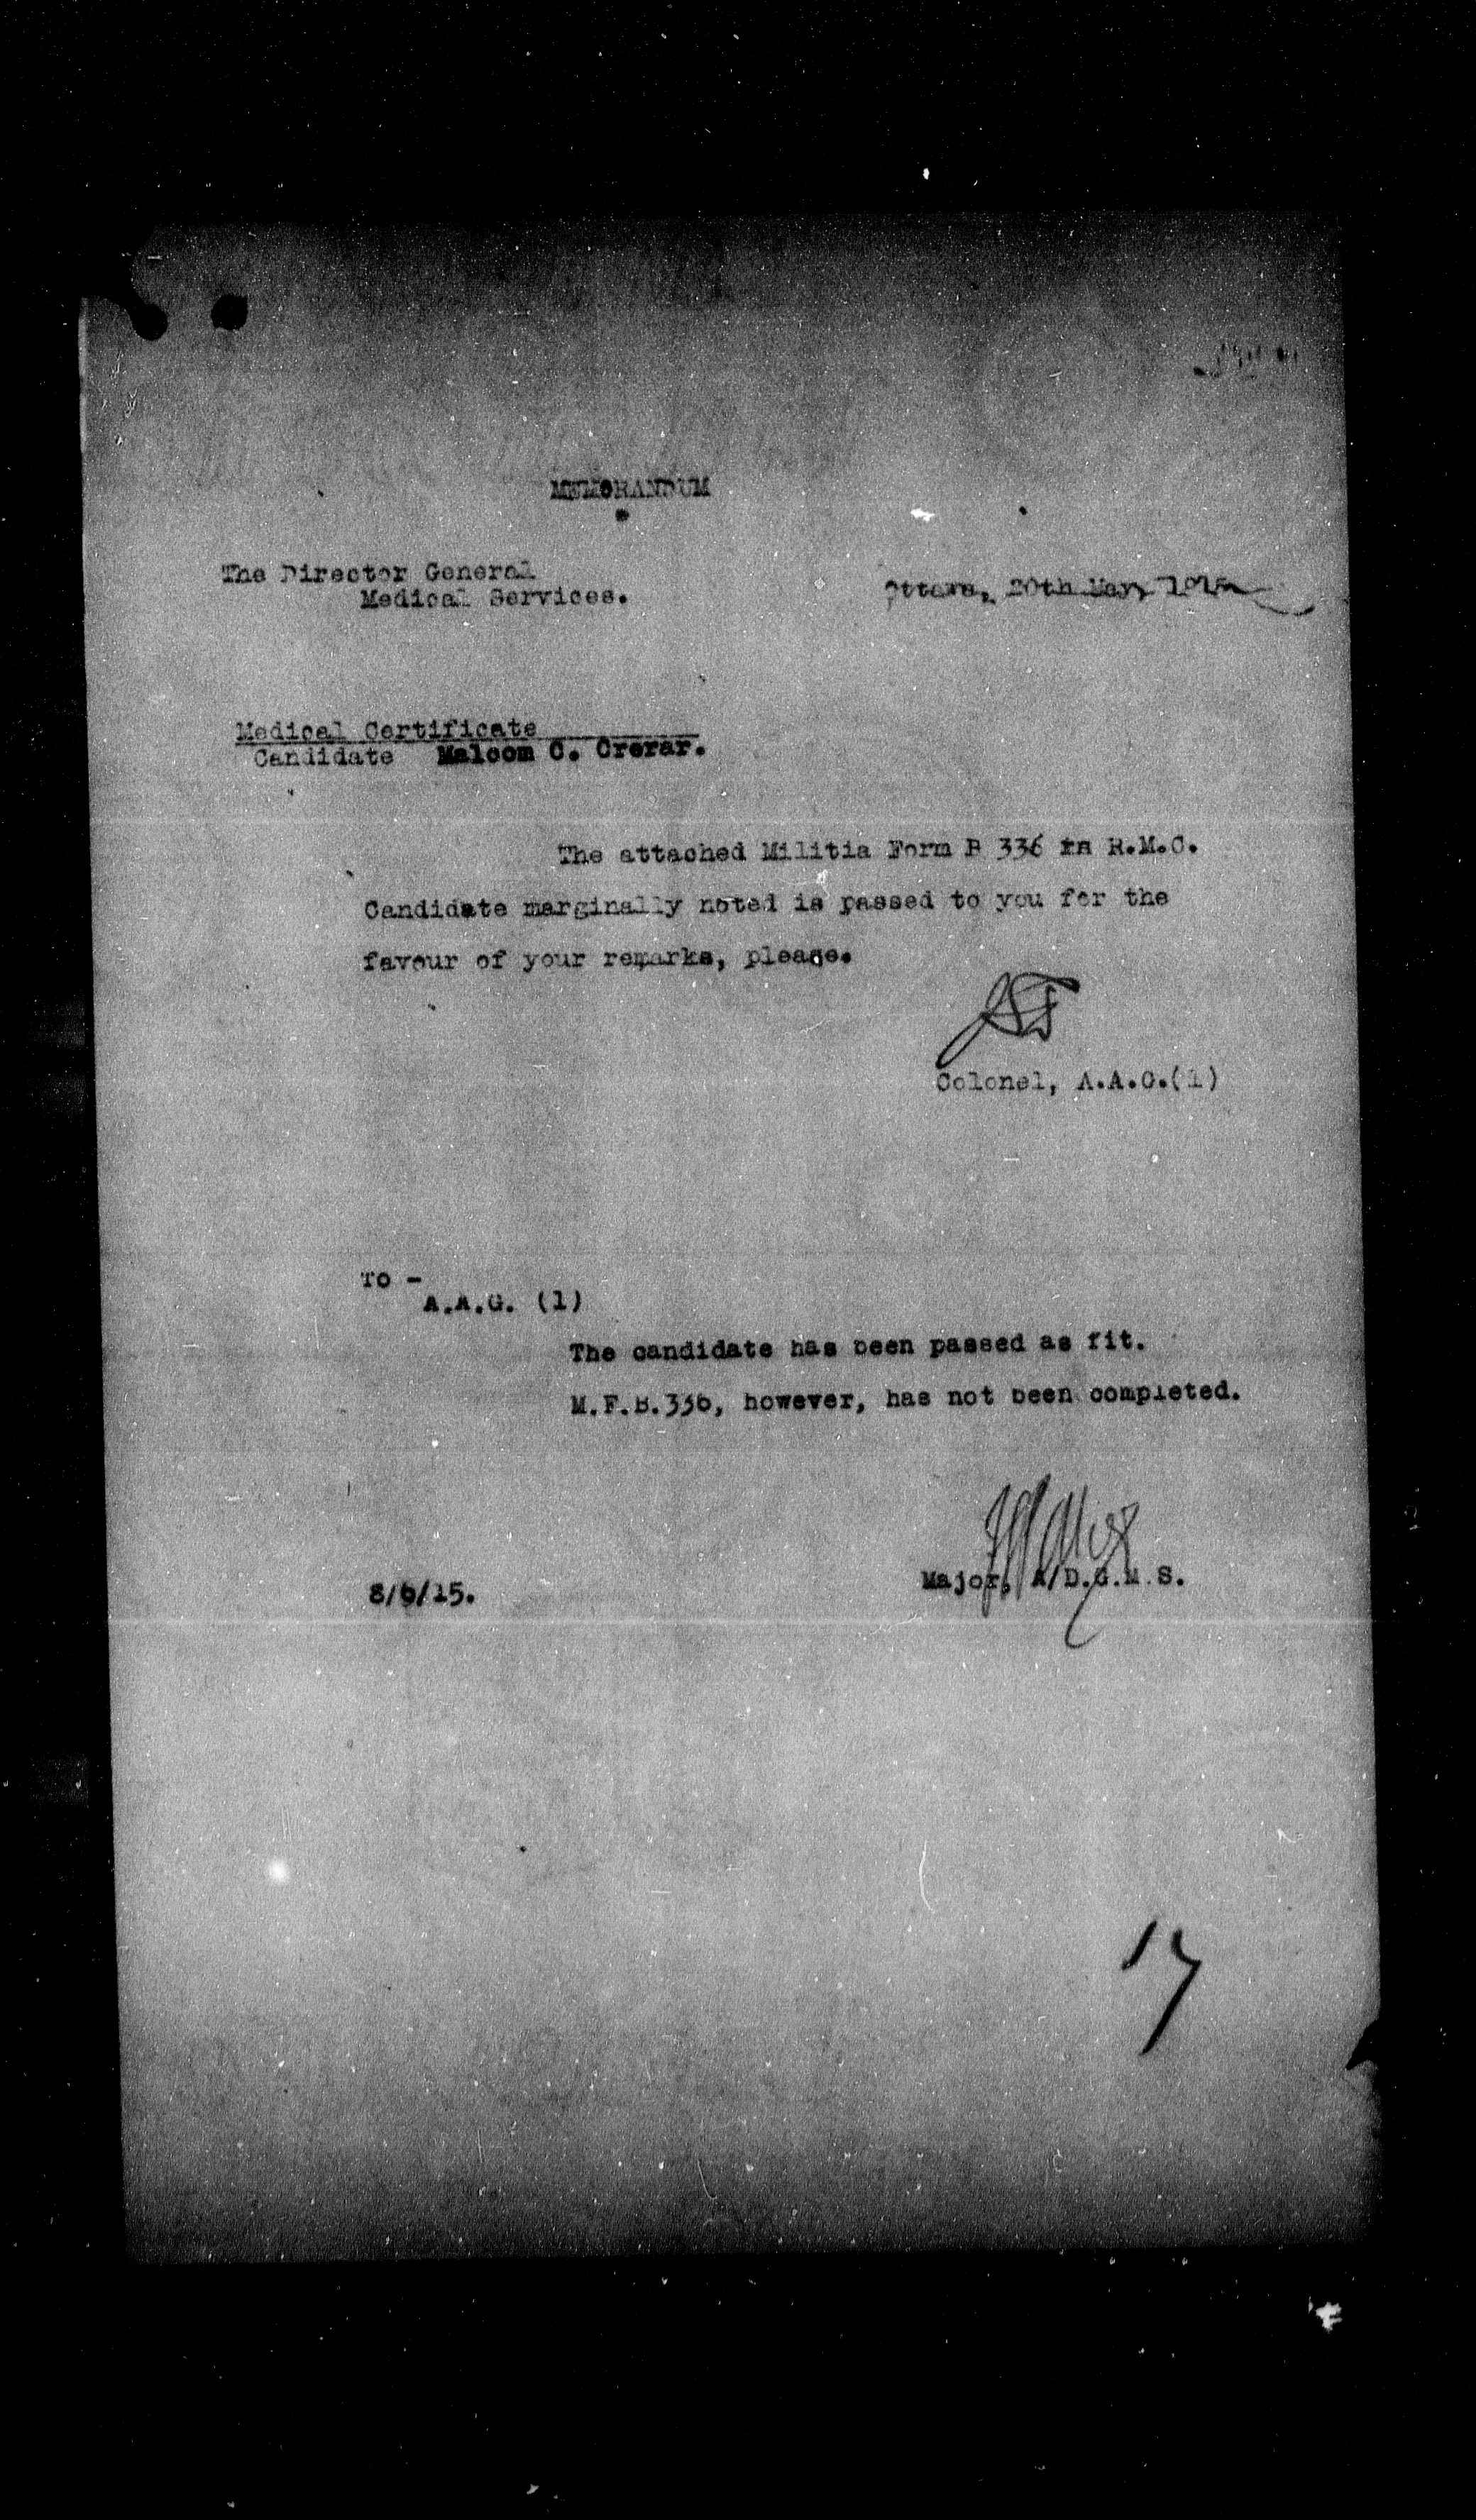 MEMORANDUM
The Director General
Medical Services.
Ottawa, 20th May, 1915
Medical Certificate
Candidate Malcom C. Crerar.
The attached Militia Form B 336 in R.M.C.
Candidate marginally noted is passed to you for the
favour of your remarks, please.
Colonel, A.A.G.(1)
To -
A.A.G. (1)
The candidate has been passed as fit.
M.F.B.336, however, has not been completed.
8/6/15.
Major, A/D.G.M.S.
17